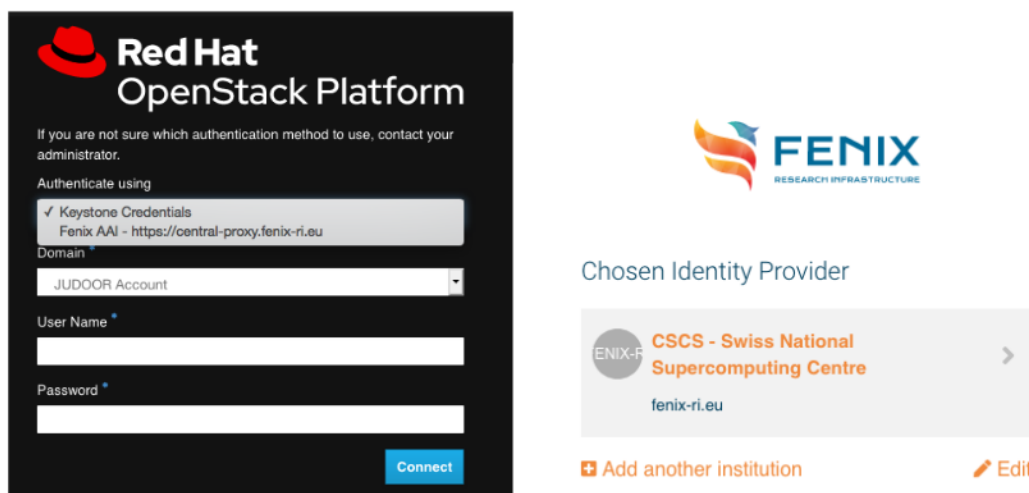 Red Hat
OpenStack Platform
If you are not sure which authentication method to use, contact your
administrator.
Authenticate using
✓ Keystone Credentials
Fenix AAI - https://central-proxy.fenix-ri.eu
Domain *
JUDOOR Account
User Name *
Password *
Connect
FENIX
RESEARCH INFRASTRUCTURE
Chosen Identity Provider
ENIX-R
CSCS - Swiss National
Supercomputing Centre
fenix-ri.eu
Add another institution
Edit